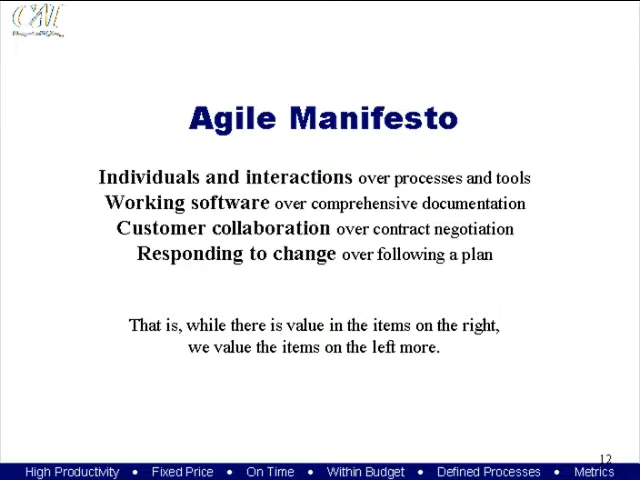 CAI
Agile Manifesto
Individuals and interactions over processes and tools
Working software over comprehensive documentation
Customer collaboration over contract negotiation
Responding to change over following a plan
That is, while there is value in the items on the right,
we value the items on the left more.
12
High Productivity • Fixed Price • On Time • Within Budget • Defined Processes • Metrics